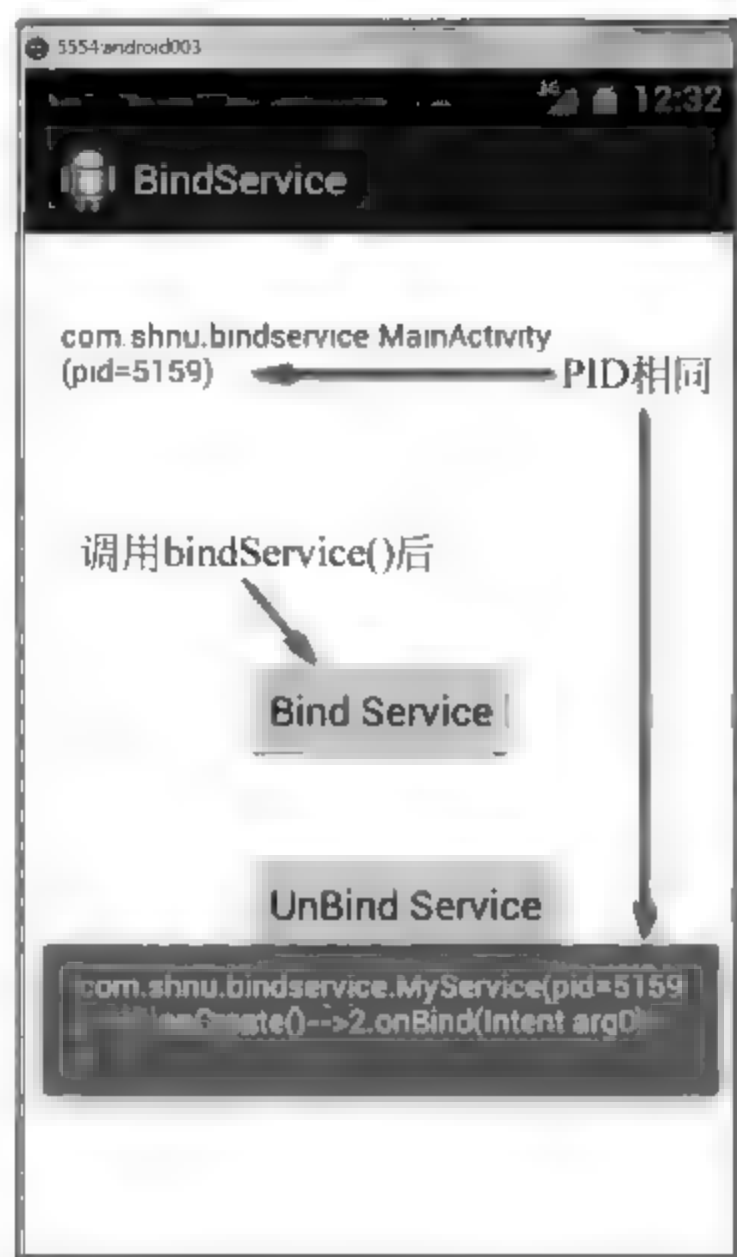 5554:android003
3G 12:32
BindService
com.shnu.bindservice MainActivity
(pid=5159) PID相同
调用bindService()后
Bind Service
UnBind Service
com.shnu.bindservice.MyService(pid=5159
-->2.onBind(Intent arg0)